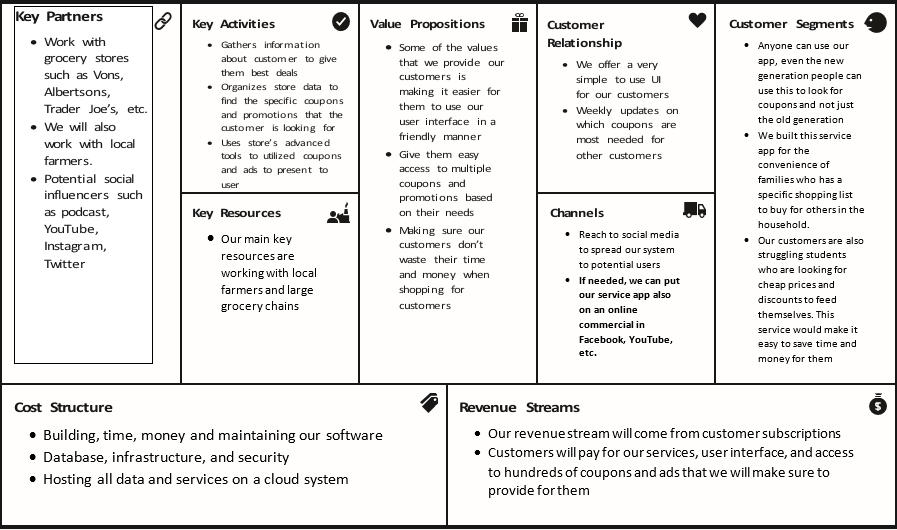 Key Partners
• Work with
grocery stores
such as Vons,
Albertsons,
Trader Joe's, etc.
• We will also
work with local
farmers.
• Potential social
influencers such
as podcast,
YouTube,
Instagram,
Twitter
Key Activities
• Gathers information
about customer to give
them best deals
• Organizes store data to
find the specific coupons
and promotions that the
customer is looking for
• Uses store's advanced
tools to utilized coupons
and ads to present to
user
Key Resources
• Our main key
resources are
working with local
farmers and large
grocery chains
Value Propositions
• Some of the values
that we provide our
customers is
making it easier for
them to use our
user interface in a
friendly manner
• Give them easy
access to multiple
coupons and
promotions based
on their needs
• Making sure our
customers don't
waste their time
and money when
shopping for
customers
Customer
Relationship
• We offer a very
simple to use UI
for our customers
• Weekly updates on
which coupons are
most needed for
other customers
Channels
• Reach to social media
to spread our system
to potential users
• If needed, we can put
our service app also
on an online
commercial in
Facebook, YouTube,
etc.
Customer Segments
• Anyone can use our
app, even the new
generation people can
use this to look for
coupons and not just
the old generation
• We built this service
app for the
convenience of
families who has a
specific shopping list
to buy for others in the
household.
• Our customers are also
struggling students
who are looking for
cheap prices and
discounts to feed
themselves. This
service would make it
easy to save time and
money for them
Cost Structure
• Building, time, money and maintaining our software
• Database, infrastructure, and security
• Hosting all data and services on a cloud system
Revenue Streams
$
• Our revenue stream will come from customer subscriptions
• Customers will pay for our services, user interface, and access
to hundreds of coupons and ads that we will make sure to
provide for them